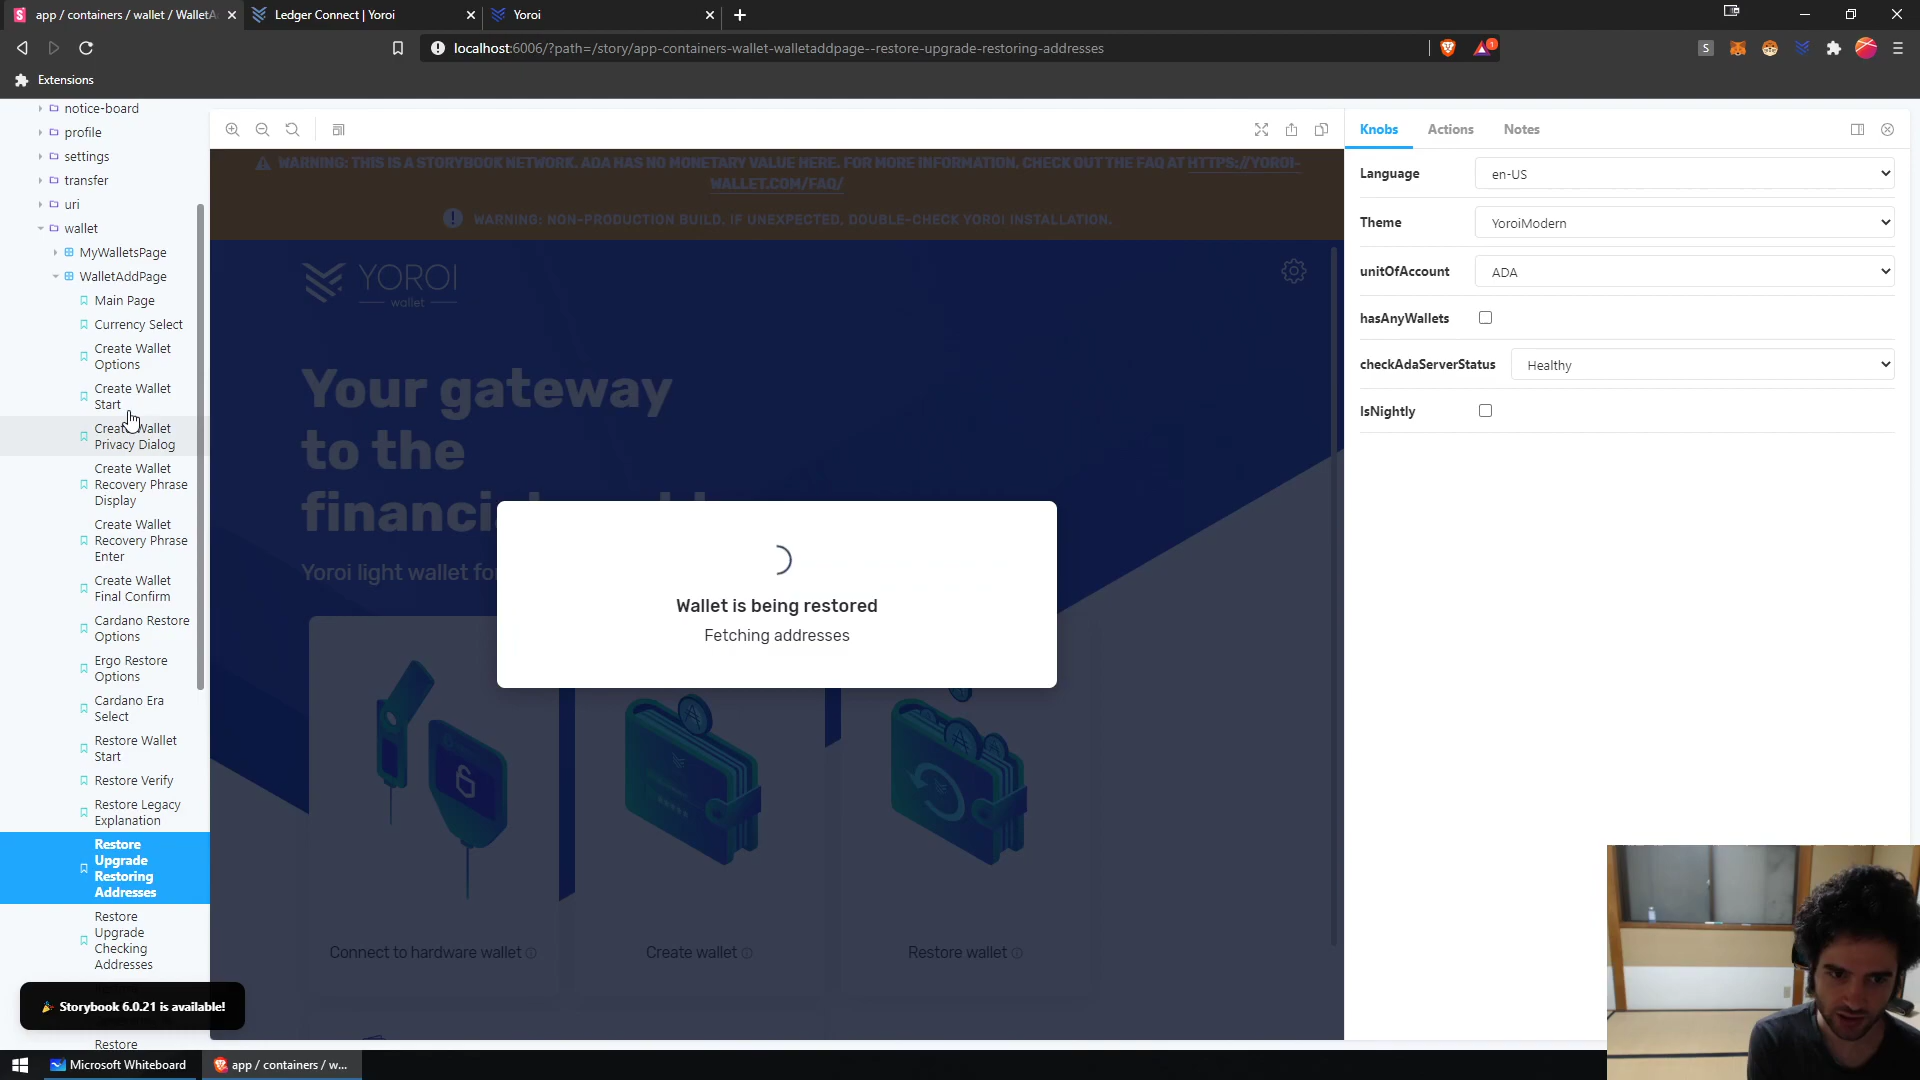 app / containers / wallet / WalletA
Ledger Connect | Yoroi
Yoroi
localhost:6006/?path=/story/app-containers-wallet-walletaddpage--restore-upgrade-restoring-addresses
1
S
Extensions
notice-board
profile
settings
transfer
uri
wallet
MyWalletsPage
WalletAddPage
Main Page
Currency Select
Create Wallet
Options
Create Wallet
Start
Create Wallet
Privacy Dialog
Create Wallet
Recovery Phrase
Display
Create Wallet
Recovery Phrase
Enter
Create Wallet
Final Confirm
Cardano Restore
Options
Ergo Restore
Options
Cardano Era
Select
Restore Wallet
Start
Restore Verify
Restore Legacy
Explanation
Restore
Upgrade
Restoring
Addresses
Restore
Upgrade
Checking
Addresses
Storybook 6.0.21 is available!
Restore
WARNING: THIS IS A STORYBOOK NETWORK. ADA HAS NO MONETARY VALUE HERE. FOR MORE INFORMATION, CHECK OUT THE FAQ AT HTTPS://YOROI-
WALLET.COM/FAQ/
WARNING: NON-PRODUCTION BUILD. IF UNEXPECTED, DOUBLE-CHECK YOROI INSTALLATION.
YOROI
wallet
Your gateway
to the
financi
Yoroi light wallet for
Wallet is being restored
Fetching addresses
Connect to hardware wallet
Create wallet
Restore wallet
Knobs
Actions
Notes
Language
en-US
Theme
YoroiModern
unitOfAccount
ADA
hasAnyWallets
checkAdaServerStatus
Healthy
IsNightly
Microsoft Whiteboard
app / containers / w...